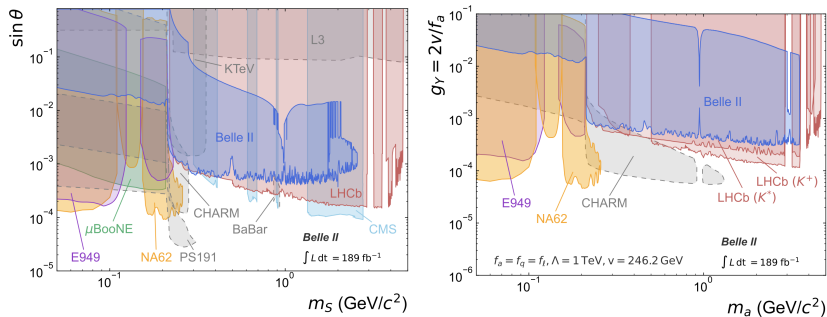 sin θ
10⁻¹
10⁻²
10⁻³
10⁻⁴
10⁻⁵
L3
KTeV
Belle II
LHCb
CHARM
μBooNE
BaBar
CMS
E949
NA62
PS191
Belle II
∫ L dt = 189 fb⁻¹
10⁻¹
10⁰
m_S (GeV/c²)
g_Y = 2v/f_a
10⁰
10⁻¹
10⁻²
10⁻³
10⁻⁴
10⁻⁵
10⁻⁶
Belle II
LHCb (K⁺)
LHCb (K*)
E949
CHARM
NA62
Belle II
f_a = f_q = f_ℓ, Λ = 1 TeV, v = 246.2 GeV
∫ L dt = 189 fb⁻¹
10⁻¹
10⁰
m_a (GeV/c²)